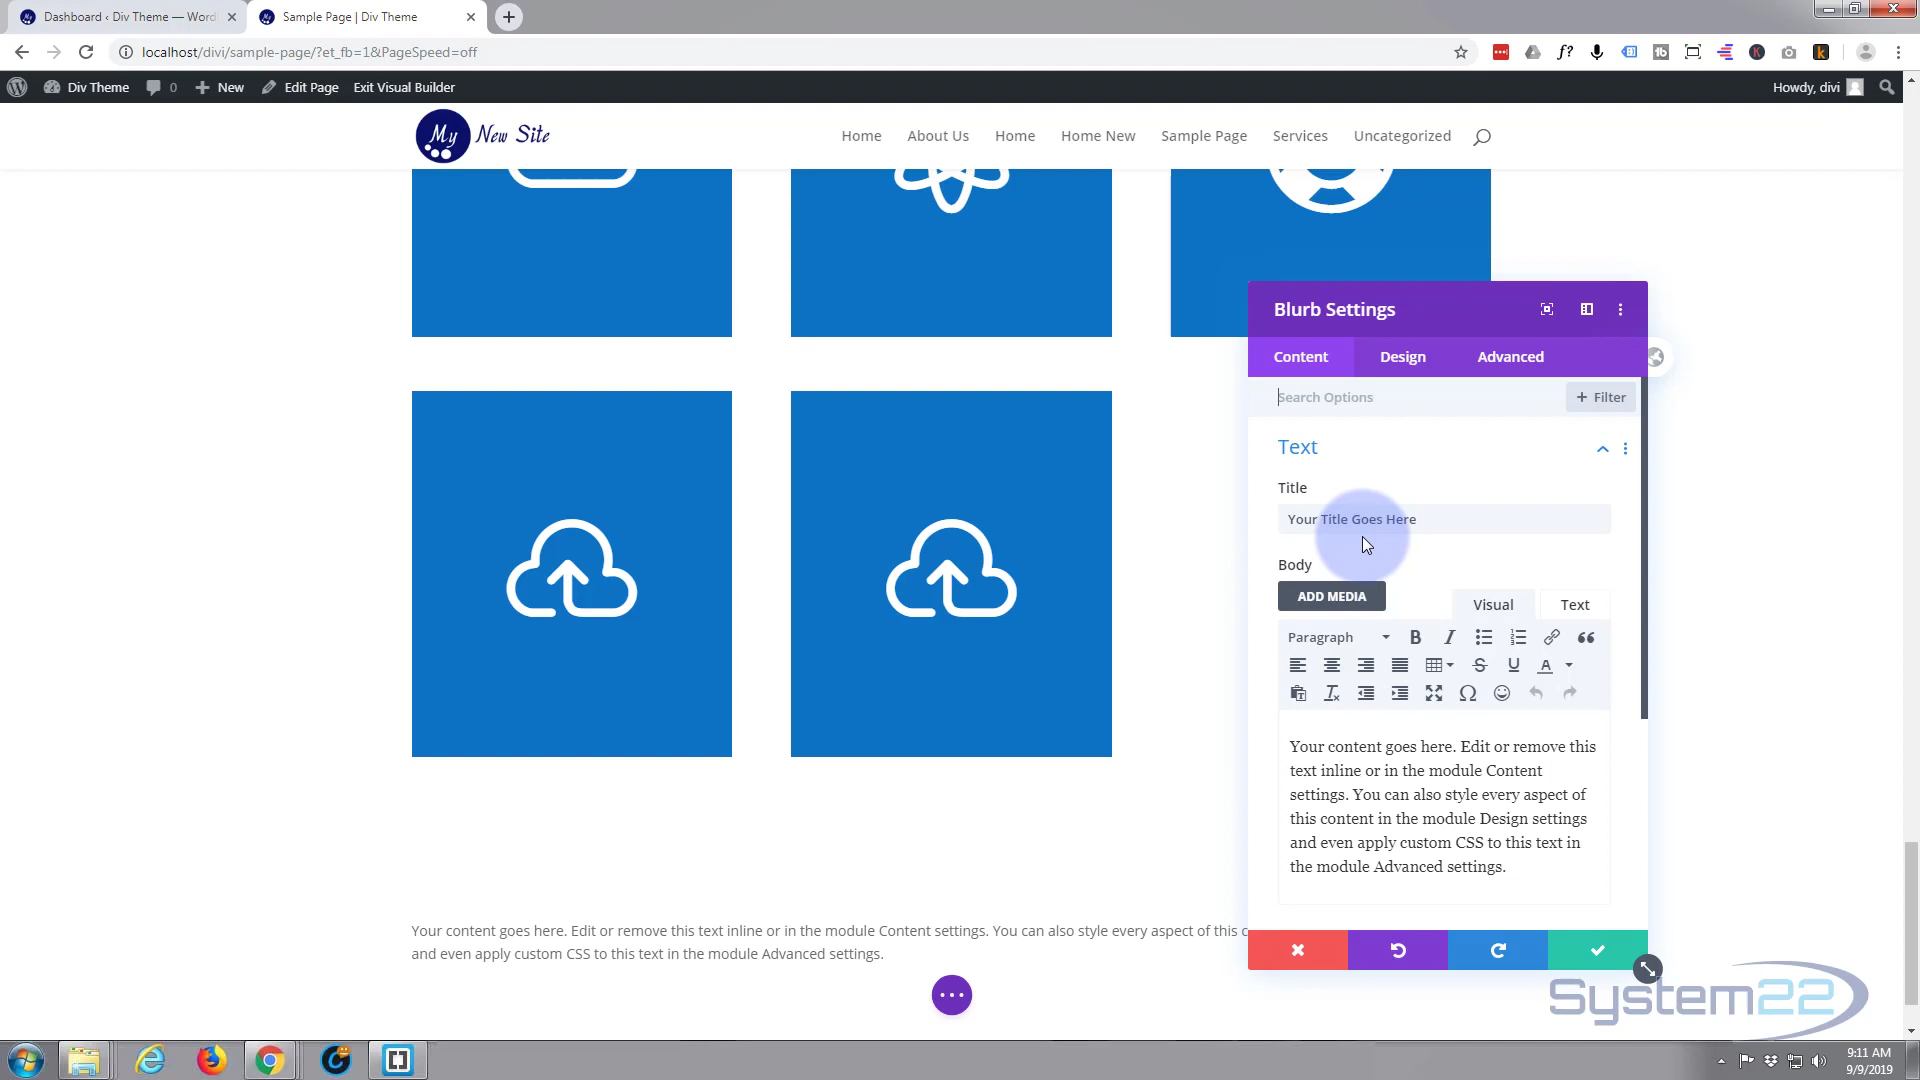 Dashboard ‹ Div Theme — Word
Sample Page | Div Theme
localhost/divi/sample-page/?et_fb=1&PageSpeed=off
Div Theme
0
New
Edit Page
Exit Visual Builder
Howdy, divi
My New Site
Home
About Us
Home
Home New
Sample Page
Services
Uncategorized
Blurb Settings
Content
Design
Advanced
Search Options
+ Filter
Text
Title
Your Title Goes Here
Body
ADD MEDIA
Visual
Text
Paragraph
Your content goes here. Edit or remove this
text inline or in the module Content
settings. You can also style every aspect of
this content in the module Design settings
and even apply custom CSS to this text in
the module Advanced settings.
Your content goes here. Edit or remove this text inline or in the module Content settings. You can also style every aspect of this c
and even apply custom CSS to this text in the module Advanced settings.
System22
9:11 AM
9/9/2019